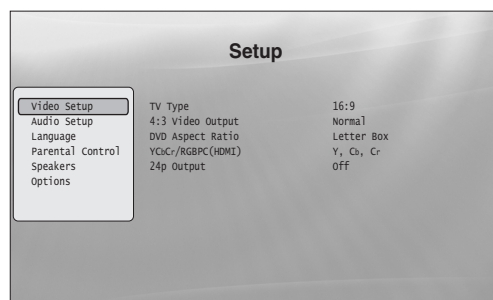 Setup
Video Setup
Audio Setup
Language
Parental Control
Speakers
Options
TV Type 16:9
4:3 Video Output Normal
DVD Aspect Ratio Letter Box
YCbCr/RGBPC(HDMI) Y, Cb, Cr
24p Output Off